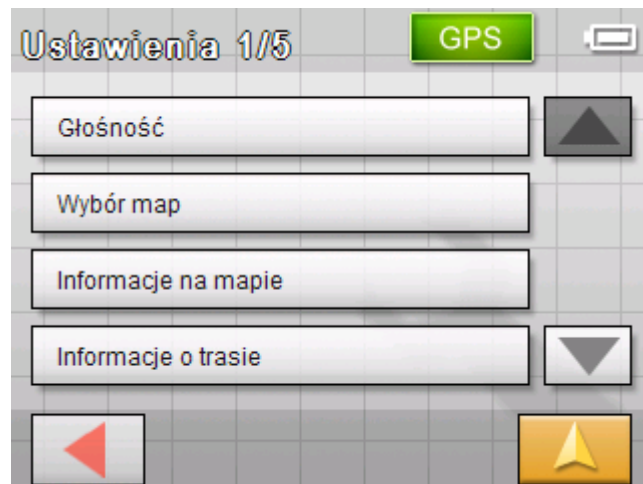 Ustawienia 1/5
GPS
Głośność
Wybór map
Informacje na mapie
Informacje o trasie